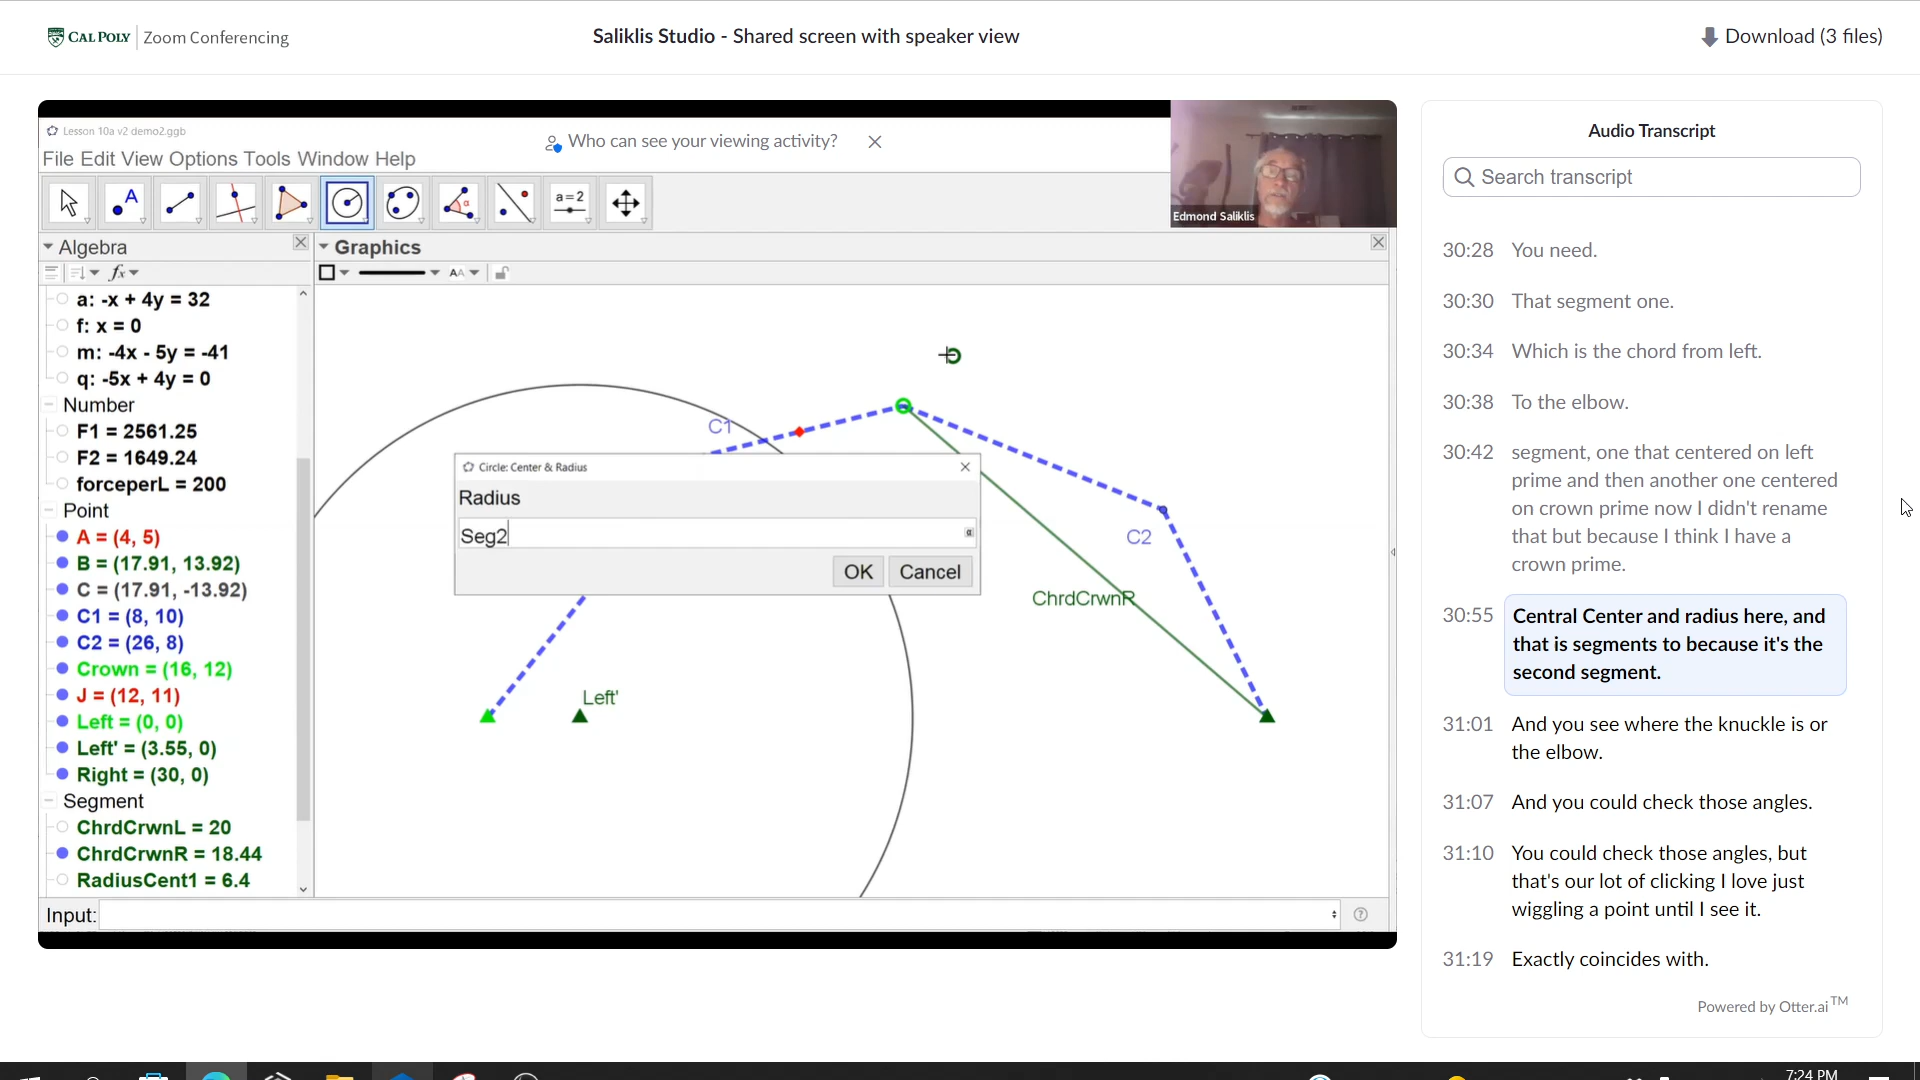 CAL POLY
Zoom Conferencing
Saliklis Studio - Shared screen with speaker view
Download (3 files)
Lesson 10a v2 demo2.ggb
Who can see your viewing activity?
File Edit View Options Tools Window Help
A
α
a=2
Edmond Saliklis
Algebra
Graphics
fx
AA
a: -x + 4y = 32
f: x = 0
m: -4x - 5y = -41
q: -5x + 4y = 0
Number
F1 = 2561.25
F2 = 1649.24
forceperL = 200
Point
A = (4, 5)
B = (17.91, 13.92)
C = (17.91, -13.92)
C1 = (8, 10)
C2 = (26, 8)
Crown = (16, 12)
J = (12, 11)
Left = (0, 0)
Left' = (3.55, 0)
Right = (30, 0)
Segment
ChrdCrwnL = 20
ChrdCrwnR = 18.44
RadiusCent1 = 6.4
C1
Circle: Center & Radius
Radius
Seg2
α
OK
Cancel
C2
ChrdCrwnR
Left'
Input:
Audio Transcript
Search transcript
30:28 You need.
30:30 That segment one.
30:34 Which is the chord from left.
30:38 To the elbow.
30:42 segment, one that centered on left
prime and then another one centered
on crown prime now I didn't rename
that but because I think I have a
crown prime.
30:55 Central Center and radius here, and
that is segments to because it's the
second segment.
31:01 And you see where the knuckle is or
the elbow.
31:07 And you could check those angles.
31:10 You could check those angles, but
that's our lot of clicking I love just
wiggling a point until I see it.
31:19 Exactly coincides with.
Powered by Otter.ai TM
7:24 PM